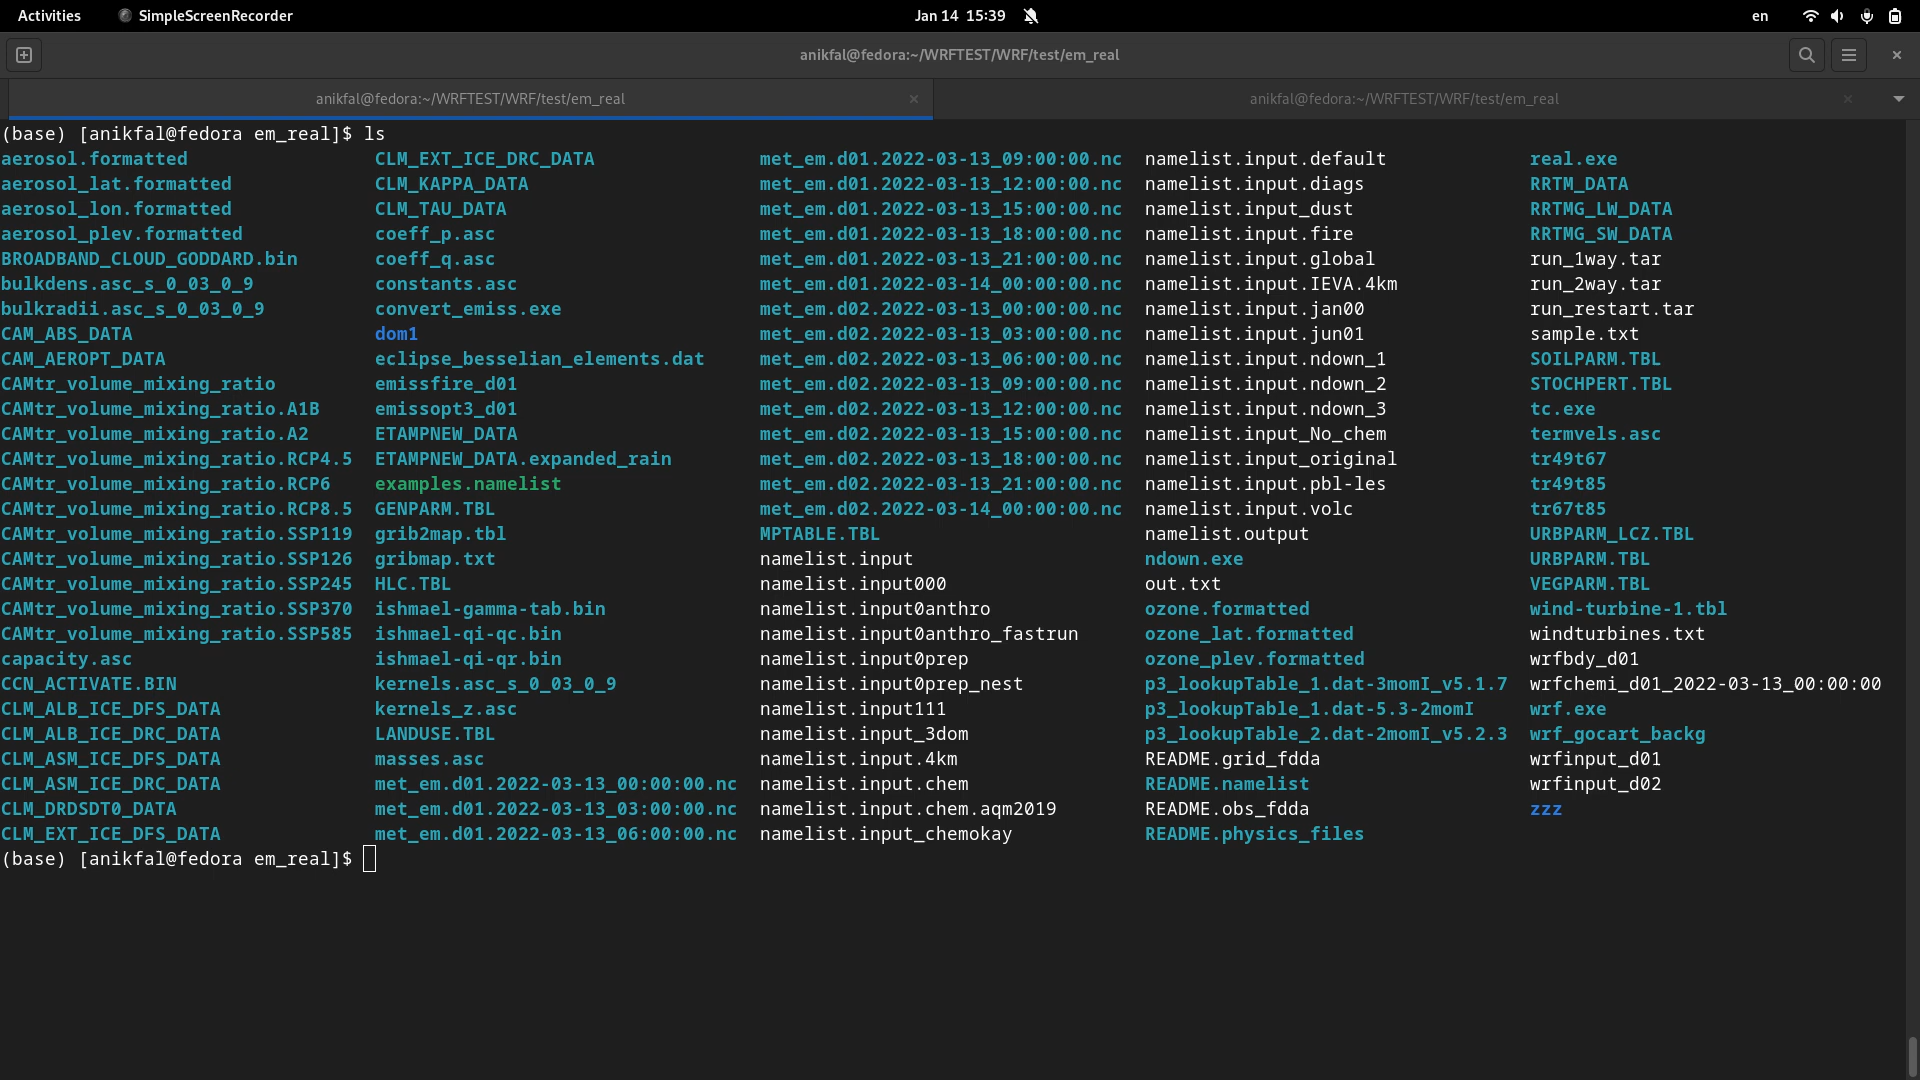 Activities SimpleScreenRecorder Jan 14 15:39 en
anikfal@fedora:~/WRFTEST/WRF/test/em_real
anikfal@fedora:~/WRFTEST/WRF/test/em_real anikfal@fedora:~/WRFTEST/WRF/test/em_real
(base) [anikfal@fedora em_real]$ ls
aerosol.formatted CLM_EXT_ICE_DRC_DATA met_em.d01.2022-03-13_09:00:00.nc namelist.input.default real.exe
aerosol_lat.formatted CLM_KAPPA_DATA met_em.d01.2022-03-13_12:00:00.nc namelist.input.diags RRTM_DATA
aerosol_lon.formatted CLM_TAU_DATA met_em.d01.2022-03-13_15:00:00.nc namelist.input_dust RRTMG_LW_DATA
aerosol_plev.formatted coeff_p.asc met_em.d01.2022-03-13_18:00:00.nc namelist.input.fire RRTMG_SW_DATA
BROADBAND_CLOUD_GODDARD.bin coeff_q.asc met_em.d01.2022-03-13_21:00:00.nc namelist.input.global run_1way.tar
bulkdens.asc_s_0_03_0_9 constants.asc met_em.d01.2022-03-14_00:00:00.nc namelist.input.IEVA.4km run_2way.tar
bulkradii.asc_s_0_03_0_9 convert_emiss.exe met_em.d02.2022-03-13_00:00:00.nc namelist.input.jan00 run_restart.tar
CAM_ABS_DATA dom1 met_em.d02.2022-03-13_03:00:00.nc namelist.input.jun01 sample.txt
CAM_AEROPT_DATA eclipse_besselian_elements.dat met_em.d02.2022-03-13_06:00:00.nc namelist.input.ndown_1 SOILPARM.TBL
CAMtr_volume_mixing_ratio emissfire_d01 met_em.d02.2022-03-13_09:00:00.nc namelist.input.ndown_2 STOCHPERT.TBL
CAMtr_volume_mixing_ratio.A1B emissopt3_d01 met_em.d02.2022-03-13_12:00:00.nc namelist.input.ndown_3 tc.exe
CAMtr_volume_mixing_ratio.A2 ETAMPNEW_DATA met_em.d02.2022-03-13_15:00:00.nc namelist.input_No_chem termvels.asc
CAMtr_volume_mixing_ratio.RCP4.5 ETAMPNEW_DATA.expanded_rain met_em.d02.2022-03-13_18:00:00.nc namelist.input_original tr49t67
CAMtr_volume_mixing_ratio.RCP6 examples.namelist met_em.d02.2022-03-13_21:00:00.nc namelist.input.pbl-les tr49t85
CAMtr_volume_mixing_ratio.RCP8.5 GENPARM.TBL met_em.d02.2022-03-14_00:00:00.nc namelist.input.volc tr67t85
CAMtr_volume_mixing_ratio.SSP119 grib2map.tbl MPTABLE.TBL namelist.output URBPARM_LCZ.TBL
CAMtr_volume_mixing_ratio.SSP126 gribmap.txt namelist.input ndown.exe URBPARM.TBL
CAMtr_volume_mixing_ratio.SSP245 HLC.TBL namelist.input000 out.txt VEGPARM.TBL
CAMtr_volume_mixing_ratio.SSP370 ishmael-gamma-tab.bin namelist.input0anthro ozone.formatted wind-turbine-1.tbl
CAMtr_volume_mixing_ratio.SSP585 ishmael-qi-qc.bin namelist.input0anthro_fastrun ozone_lat.formatted windturbines.txt
capacity.asc ishmael-qi-qr.bin namelist.input0prep ozone_plev.formatted wrfbdy_d01
CCN_ACTIVATE.BIN kernels.asc_s_0_03_0_9 namelist.input0prep_nest p3_lookupTable_1.dat-3momI_v5.1.7 wrfchemi_d01_2022-03-13_00:00:00
CLM_ALB_ICE_DFS_DATA kernels_z.asc namelist.input111 p3_lookupTable_1.dat-5.3-2momI wrf.exe
CLM_ALB_ICE_DRC_DATA LANDUSE.TBL namelist.input_3dom p3_lookupTable_2.dat-2momI_v5.2.3 wrf_gocart_backg
CLM_ASM_ICE_DFS_DATA masses.asc namelist.input.4km README.grid_fdda wrfinput_d01
CLM_ASM_ICE_DRC_DATA met_em.d01.2022-03-13_00:00:00.nc namelist.input.chem README.namelist wrfinput_d02
CLM_DRDSDT0_DATA met_em.d01.2022-03-13_03:00:00.nc namelist.input.chem.aqm2019 README.obs_fdda zzz
CLM_EXT_ICE_DFS_DATA met_em.d01.2022-03-13_06:00:00.nc namelist.input_chemokay README.physics_files
(base) [anikfal@fedora em_real]$